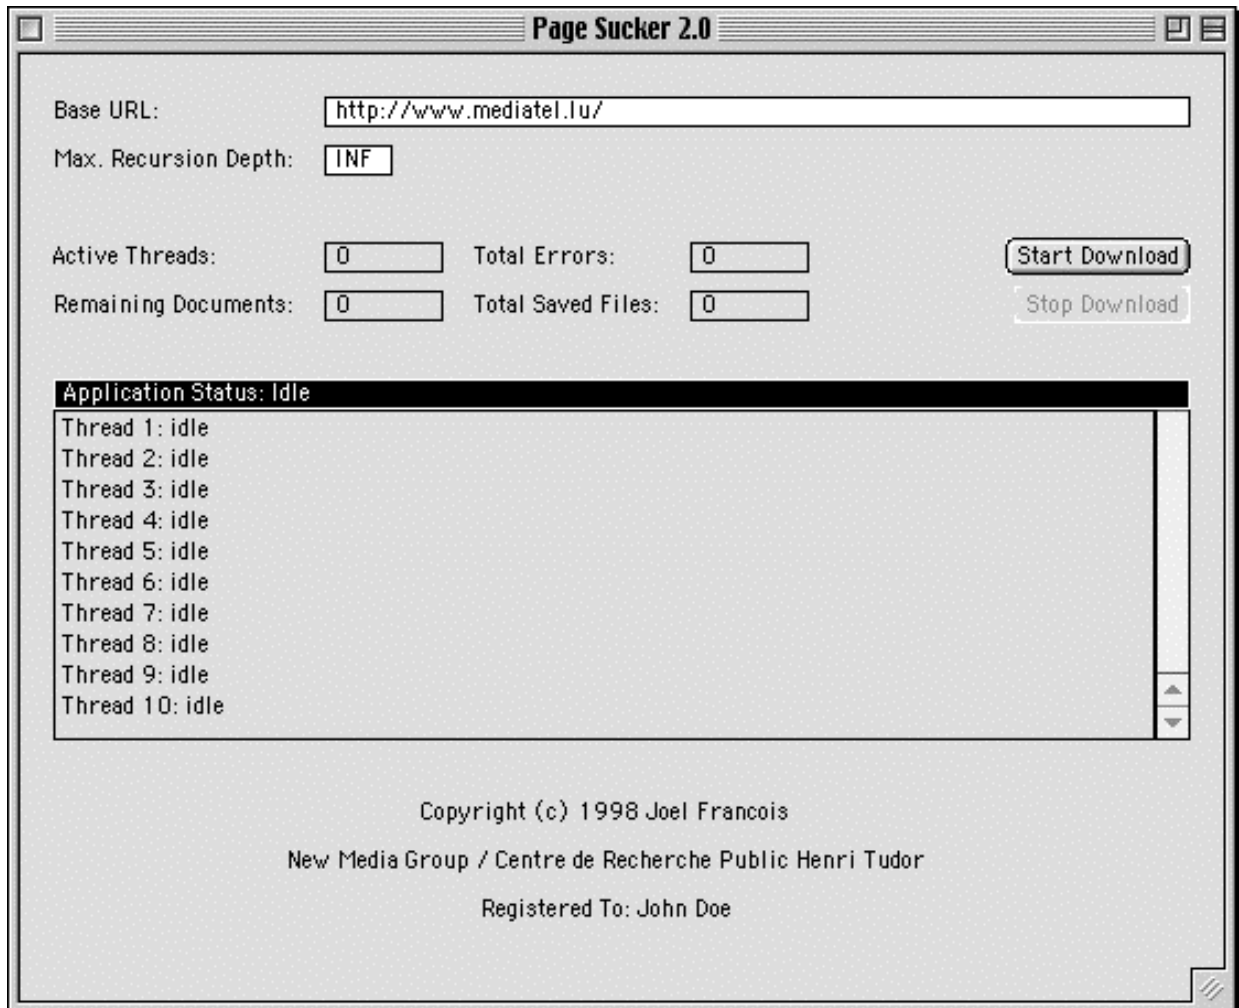 Page Sucker 2.0
Base URL: http://www.mediatel.lu/
Max. Recursion Depth: INF
Active Threads: 0 Total Errors: 0 Start Download
Remaining Documents: 0 Total Saved Files: 0 Stop Download
Application Status: Idle
Thread 1: idle
Thread 2: idle
Thread 3: idle
Thread 4: idle
Thread 5: idle
Thread 6: idle
Thread 7: idle
Thread 8: idle
Thread 9: idle
Thread 10: idle
Copyright (c) 1998 Joel Francois
New Media Group / Centre de Recherche Public Henri Tudor
Registered To: John Doe